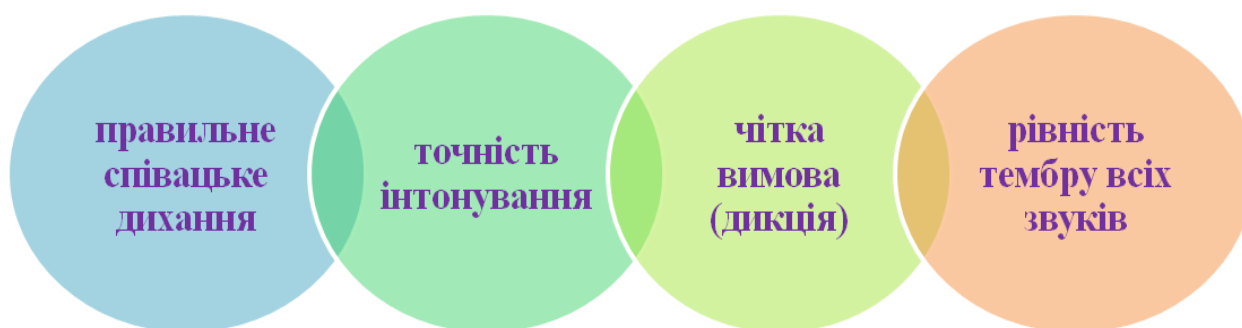 правильне
співацьке
дихання
точність
інтонування
чітка
вимова
(дикція)
рівність
тембру всіх
звуків